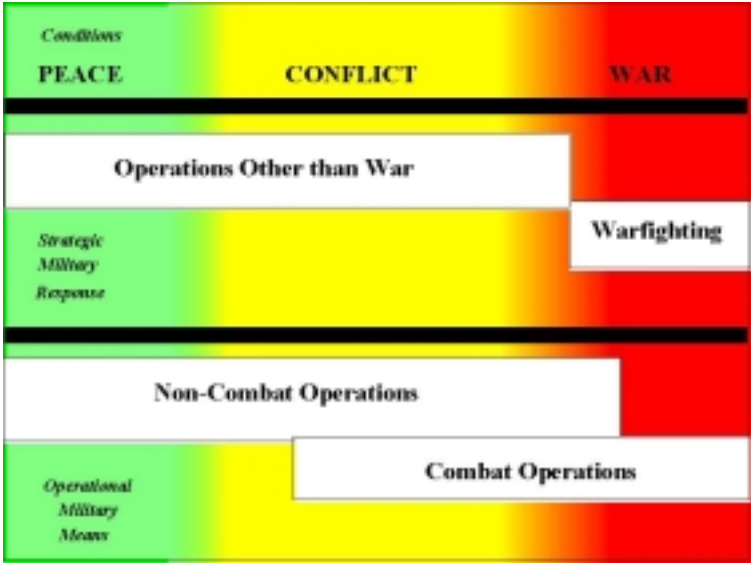 Conditions
PEACE CONFLICT WAR
Operations Other than War
Warfighting
Strategic
Military
Response
Non-Combat Operations
Combat Operations
Operational
Military
Means